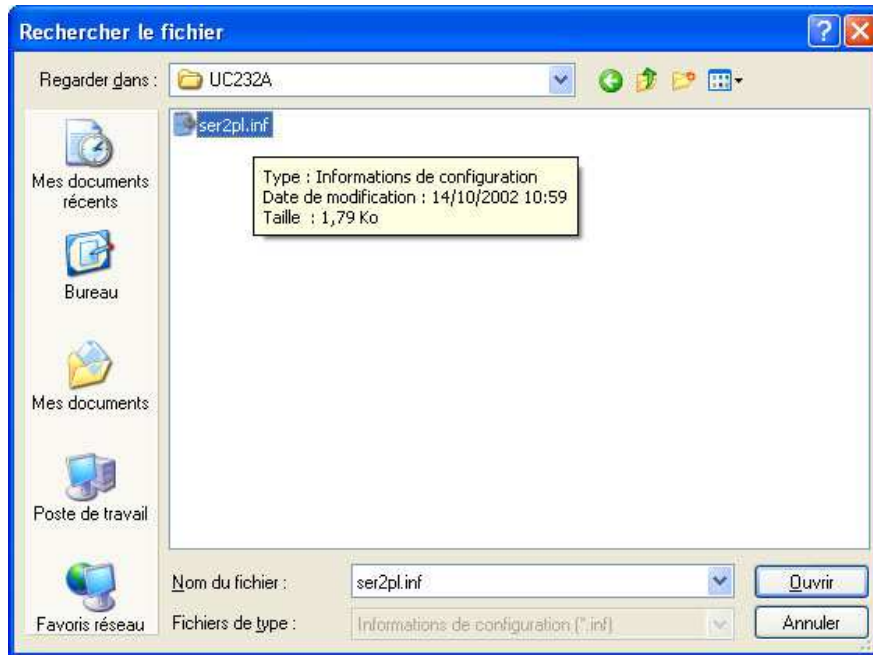 Rechercher le fichier
Regarder dans :
UC232A
ser2pl.inf
Type : Informations de configuration
Date de modification : 14/10/2002 10:59
Taille : 1,79 Ko
Mes documents
récents
Bureau
Mes documents
Poste de travail
Favoris réseau
Nom du fichier :
ser2pl.inf
Ouvrir
Fichiers de type :
Informations de configuration (*.inf)
Annuler